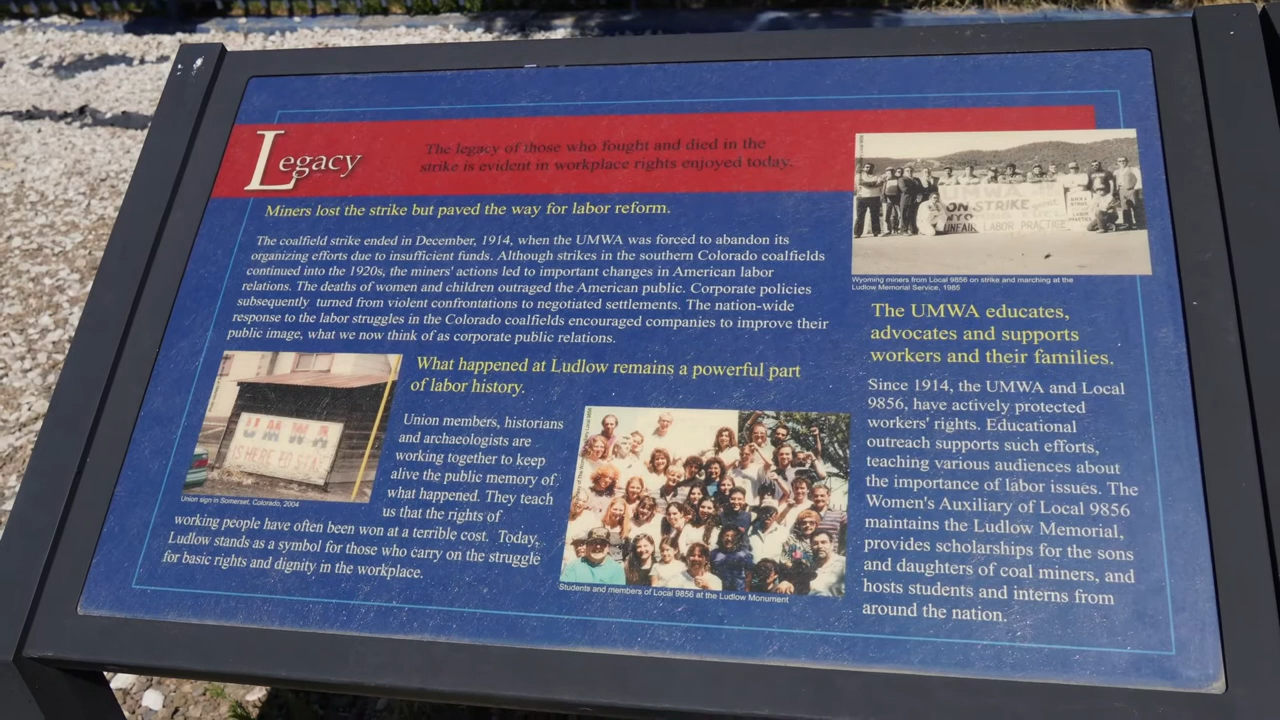 Legacy
The legacy of those who fought and died in the
strike is evident in workplace rights enjoyed today.
Miners lost the strike but paved the way for labor reform.
The coalfield strike ended in December, 1914, when the UMWA was forced to abandon its
organizing efforts due to insufficient funds. Although strikes in the southern Colorado coalfields
continued into the 1920s, the miners' actions led to important changes in American labor
relations. The deaths of women and children outraged the American public. Corporate policies
subsequently turned from violent confrontations to negotiated settlements. The nation-wide
response to the labor struggles in the Colorado coalfields encouraged companies to improve their
public image, what we now think of as corporate public relations.
UMWA
IS HERE TO STAY
Union sign in Somerset, Colorado, 2004
What happened at Ludlow remains a powerful part
of labor history.
Union members, historians
and archaeologists are
working together to keep
alive the public memory of
what happened. They teach
us that the rights of
working people have often been won at a terrible cost. Today,
Ludlow stands as a symbol for those who carry on the struggle
for basic rights and dignity in the workplace.
Students and members of Local 9856 at the Ludlow Monument
ON STRIKE
UNFAIR LABOR PRACTICE
Wyoming miners from Local 9856 on strike and marching at the
Ludlow Memorial Service, 1985
The UMWA educates,
advocates and supports
workers and their families.
Since 1914, the UMWA and Local
9856, have actively protected
workers' rights. Educational
outreach supports such efforts,
teaching various audiences about
the importance of labor issues. The
Women's Auxiliary of Local 9856
maintains the Ludlow Memorial,
provides scholarships for the sons
and daughters of coal miners, and
hosts students and interns from
around the nation.